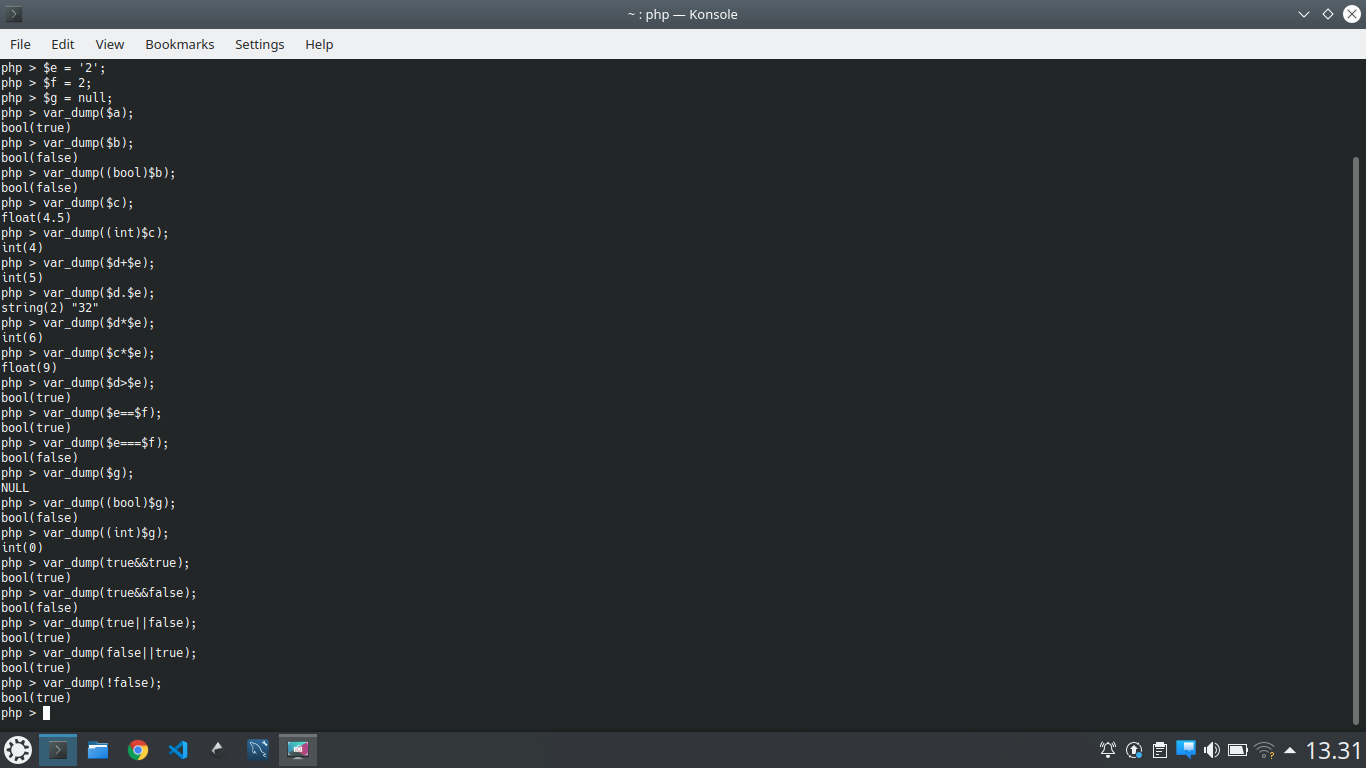 ~ : php — Konsole
File Edit View Bookmarks Settings Help
php > $e = '2';
php > $f = 2;
php > $g = null;
php > var_dump($a);
bool(true)
php > var_dump($b);
bool(false)
php > var_dump((bool)$b);
bool(false)
php > var_dump($c);
float(4.5)
php > var_dump((int)$c);
int(4)
php > var_dump($d+$e);
int(5)
php > var_dump($d.$e);
string(2) "32"
php > var_dump($d*$e);
int(6)
php > var_dump($c*$e);
float(9)
php > var_dump($d>$e);
bool(true)
php > var_dump($e==$f);
bool(true)
php > var_dump($e===$f);
bool(false)
php > var_dump($g);
NULL
php > var_dump((bool)$g);
bool(false)
php > var_dump((int)$g);
int(0)
php > var_dump(true&&true);
bool(true)
php > var_dump(true&&false);
bool(false)
php > var_dump(true||false);
bool(true)
php > var_dump(false||true);
bool(true)
php > var_dump(!false);
bool(true)
php >
13.31